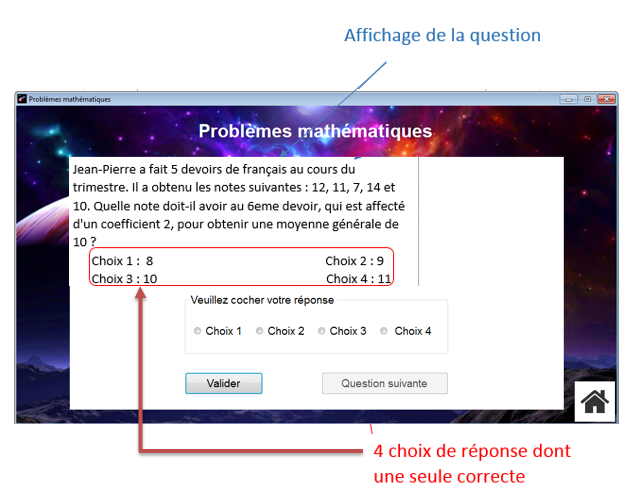 Affichage de la question
Problèmes mathématiques
Problèmes mathématiques
Jean-Pierre a fait 5 devoirs de français au cours du
trimestre. Il a obtenu les notes suivantes : 12, 11, 7, 14 et
10. Quelle note doit-il avoir au 6eme devoir, qui est affecté
d'un coefficient 2, pour obtenir une moyenne générale de
10 ?
Choix 1 : 8 Choix 2 : 9
Choix 3 : 10 Choix 4 : 11
Veuillez cocher votre réponse
Choix 1 Choix 2 Choix 3 Choix 4
Valider Question suivante
4 choix de réponse dont
une seule correcte